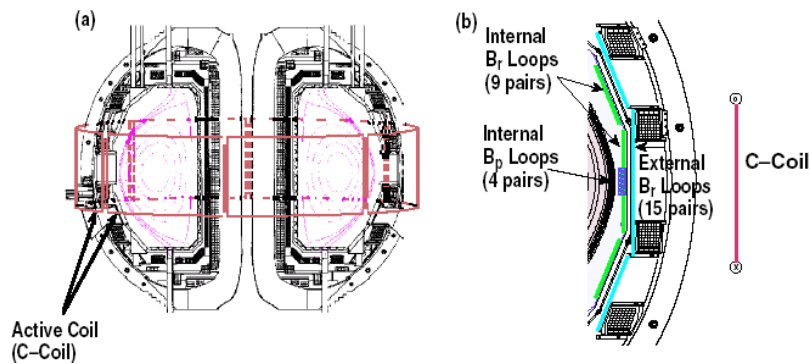 (a)
Active Coil
(C–Coil)
(b)
Internal
Br Loops
(9 pairs)
Internal
Bp Loops
(4 pairs)
External
Br Loops
(15 pairs)
C–Coil